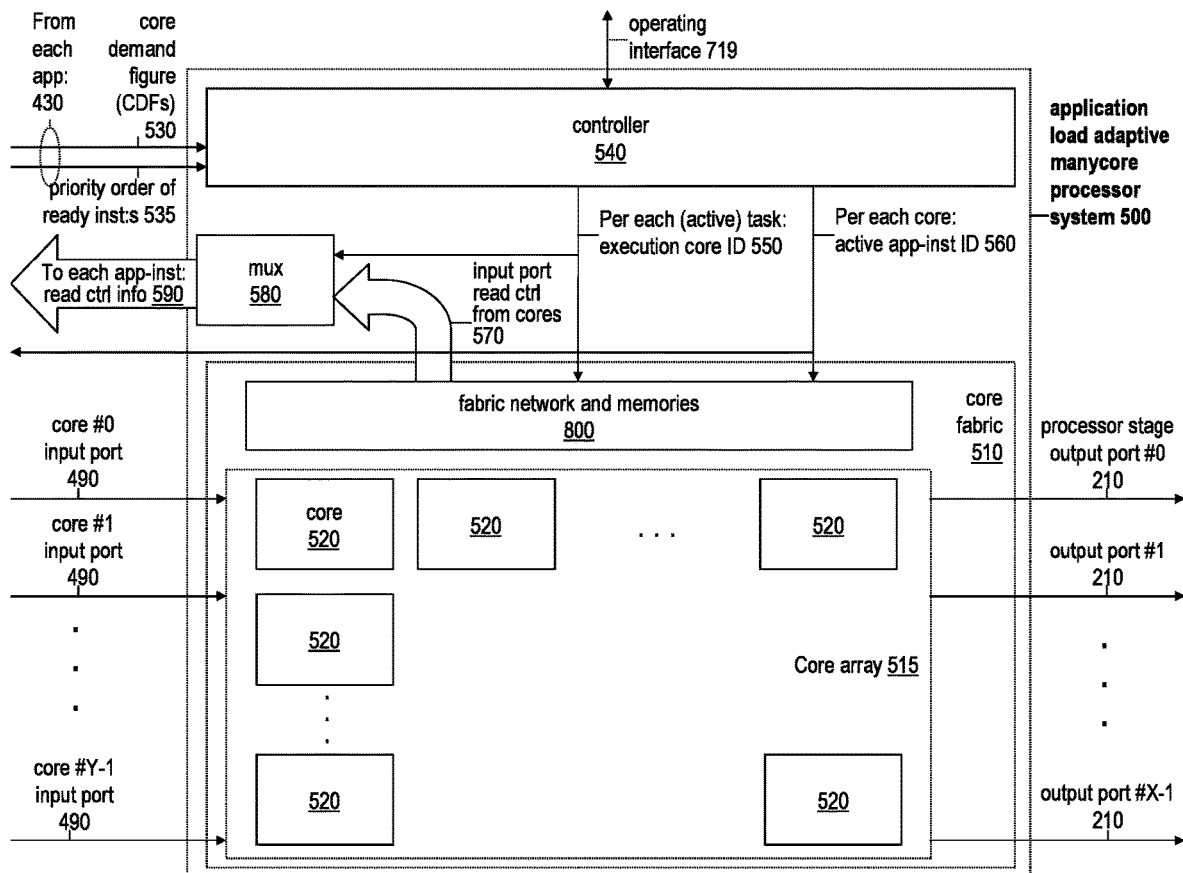 From core
each demand
app: figure
430 (CDFs)
530
priority order of
ready inst:s 535
operating
interface 719
controller
540
application
load adaptive
manycore
processor
system 500
Per each (active) task:
execution core ID 550
Per each core:
active app-inst ID 560
To each app-inst:
read ctrl info 590
mux
580
input port
read ctrl
from cores
570
fabric network and memories
800
core
fabric
510
core #0
input port
490
core #1
input port
490
.
.
.
core #Y-1
input port
490
core
520
520
. . .
520
520
.
.
.
520
520
Core array 515
processor stage
output port #0
210
output port #1
210
.
.
.
output port #X-1
210